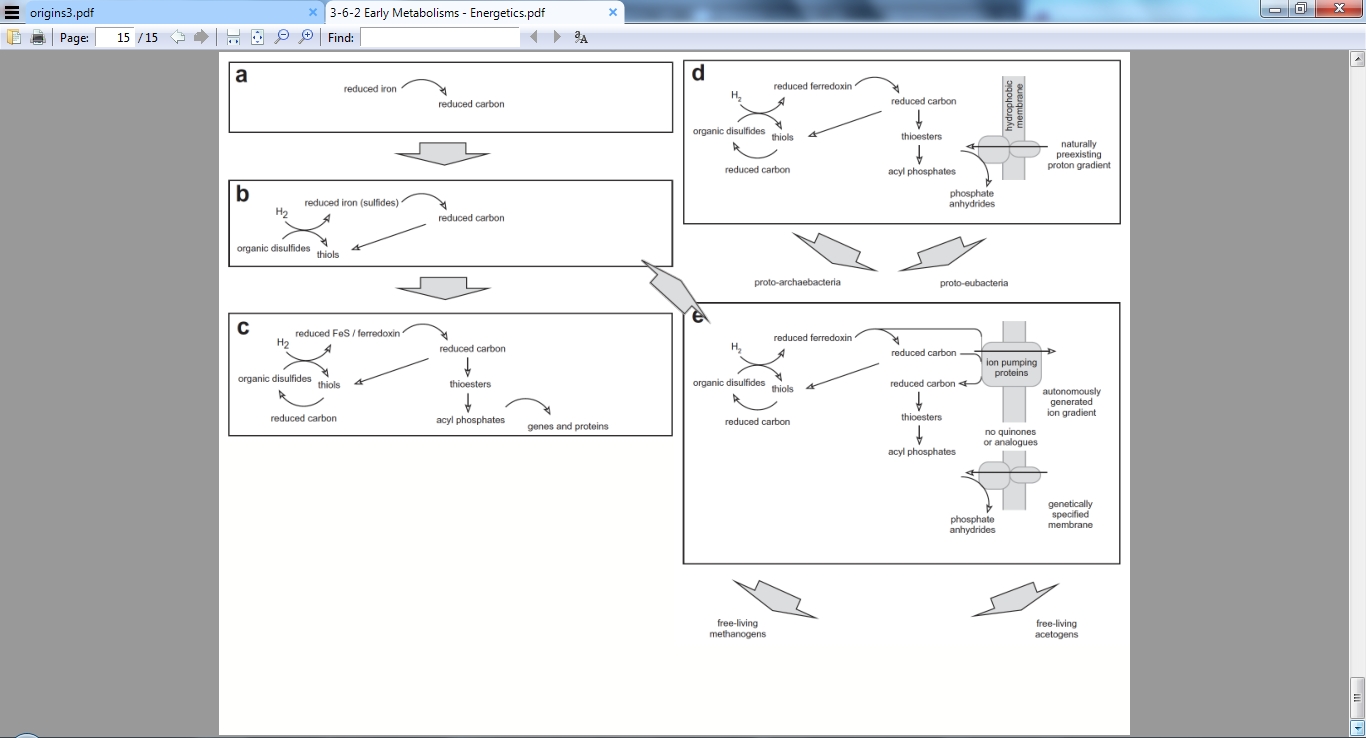 origins3.pdf
3-6-2 Early Metabolisms - Energetics.pdf
Page: 15 / 15
Find:
a
reduced iron
reduced carbon
b
reduced iron (sulfides)
H2
reduced carbon
organic disulfides
thiols
c
reduced FeS / ferredoxin
H2
reduced carbon
organic disulfides
thiols
thioesters
reduced carbon
acyl phosphates
genes and proteins
d
reduced ferredoxin
H2
reduced carbon
organic disulfides
thiols
thioesters
reduced carbon
acyl phosphates
hydrophobic
membrane
naturally
preexisting
proton gradient
phosphate
anhydrides
proto-archaebacteria
proto-eubacteria
e
reduced ferredoxin
H2
reduced carbon
organic disulfides
thiols
reduced carbon
reduced carbon
thioesters
acyl phosphates
ion pumping
proteins
autonomously
generated
ion gradient
no quinones
or analogues
genetically
specified
membrane
phosphate
anhydrides
free-living
methanogens
free-living
acetogens